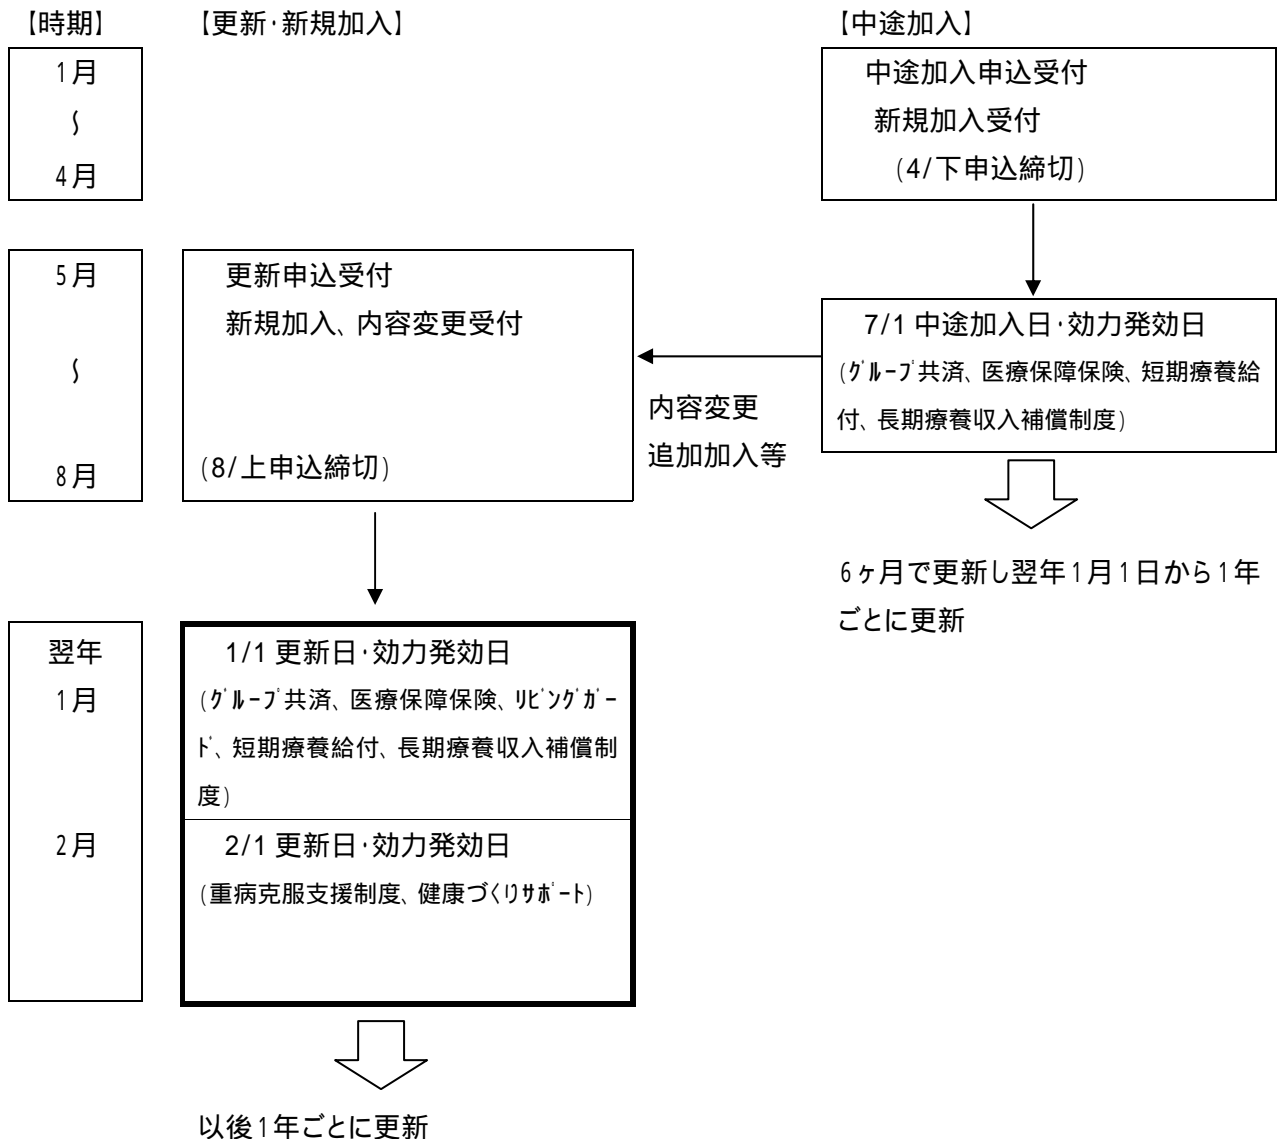 【時期】
【更新・新規加入】
【中途加入】
1月
〜
4月
中途加入申込受付
新規加入受付
(4/下申込締切)
5月
〜
8月
更新申込受付
新規加入、内容変更受付
(8/上申込締切)
内容変更
追加加入等
7/1 中途加入日・効力発効日
(グループ共済、医療保障保険、短期療養給
付、長期療養収入補償制度)
6ヶ月で更新し翌年1月1日から1年
ごとに更新
翌年
1月
2月
1/1 更新日・効力発効日
(グループ共済、医療保障保険、リビングガー
ド、短期療養給付、長期療養収入補償制
度)
2/1 更新日・効力発効日
(重病克服支援制度、健康づくりサポート)
以後1年ごとに更新